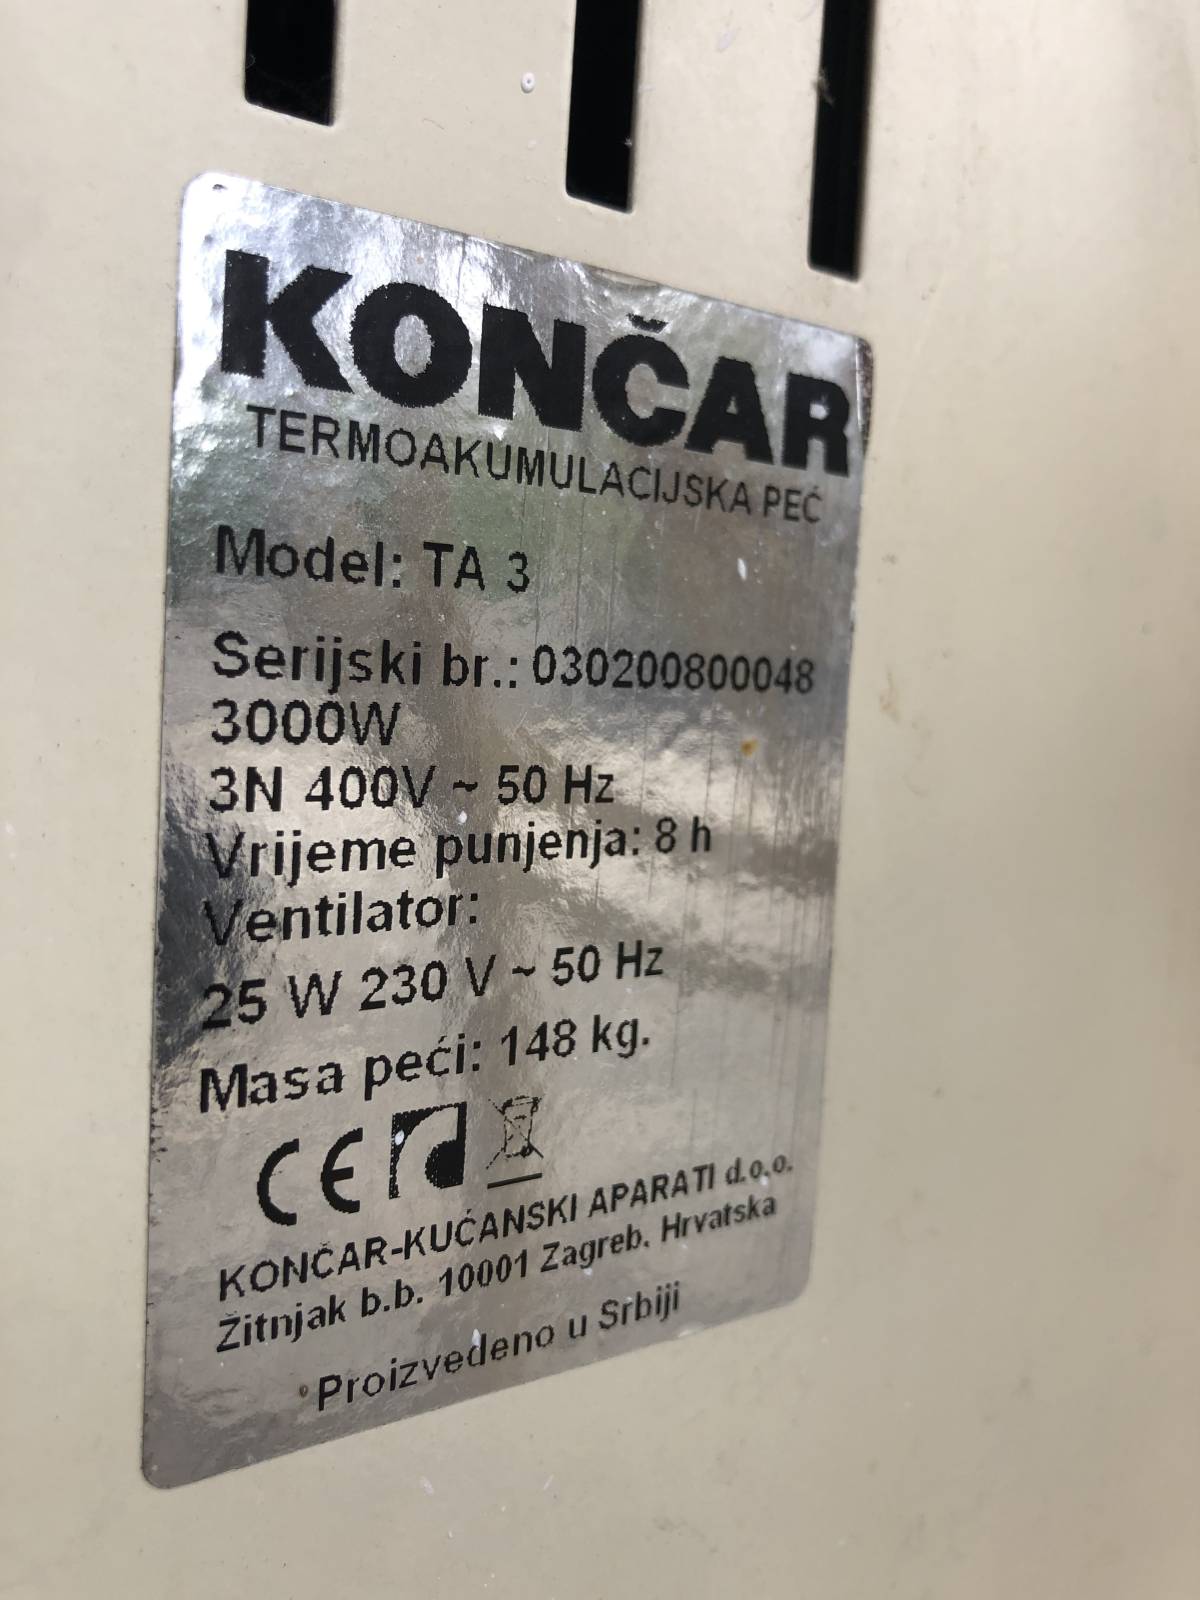 KONČAR
TERMOAKUMULACIJSKA PEĆ
Model: TA 3
Serijski br.: 030200800048
3000W
3N 400V ~ 50 Hz
Vrijeme punjenja: 8 h
Ventilator:
25 W 230 V ~ 50 Hz
Masa peći: 148 kg.
CE
KONČAR-KUĆANSKI APARATI d.o.o.
Žitnjak b.b. 10001 Zagreb. Hrvatska
Proizvedeno u Srbiji